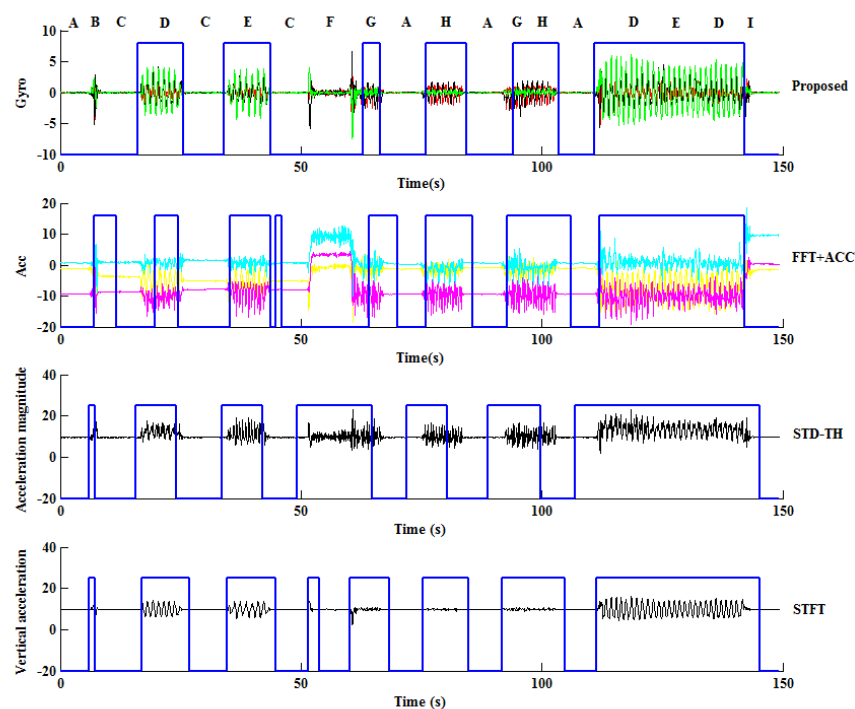 A B C D C E C F G A H A G H A D E D I
10
5
0
-5
-10
Gyro
Proposed
0 50 100 150
Time(s)
20
10
0
-10
-20
Acc
FFT+ACC
0 50 100 150
Time(s)
40
20
0
-20
Acceleration magnitude
STD-TH
0 50 100 150
Time (s)
40
20
0
-20
Vertical acceleration
STFT
0 50 100 150
Time (s)